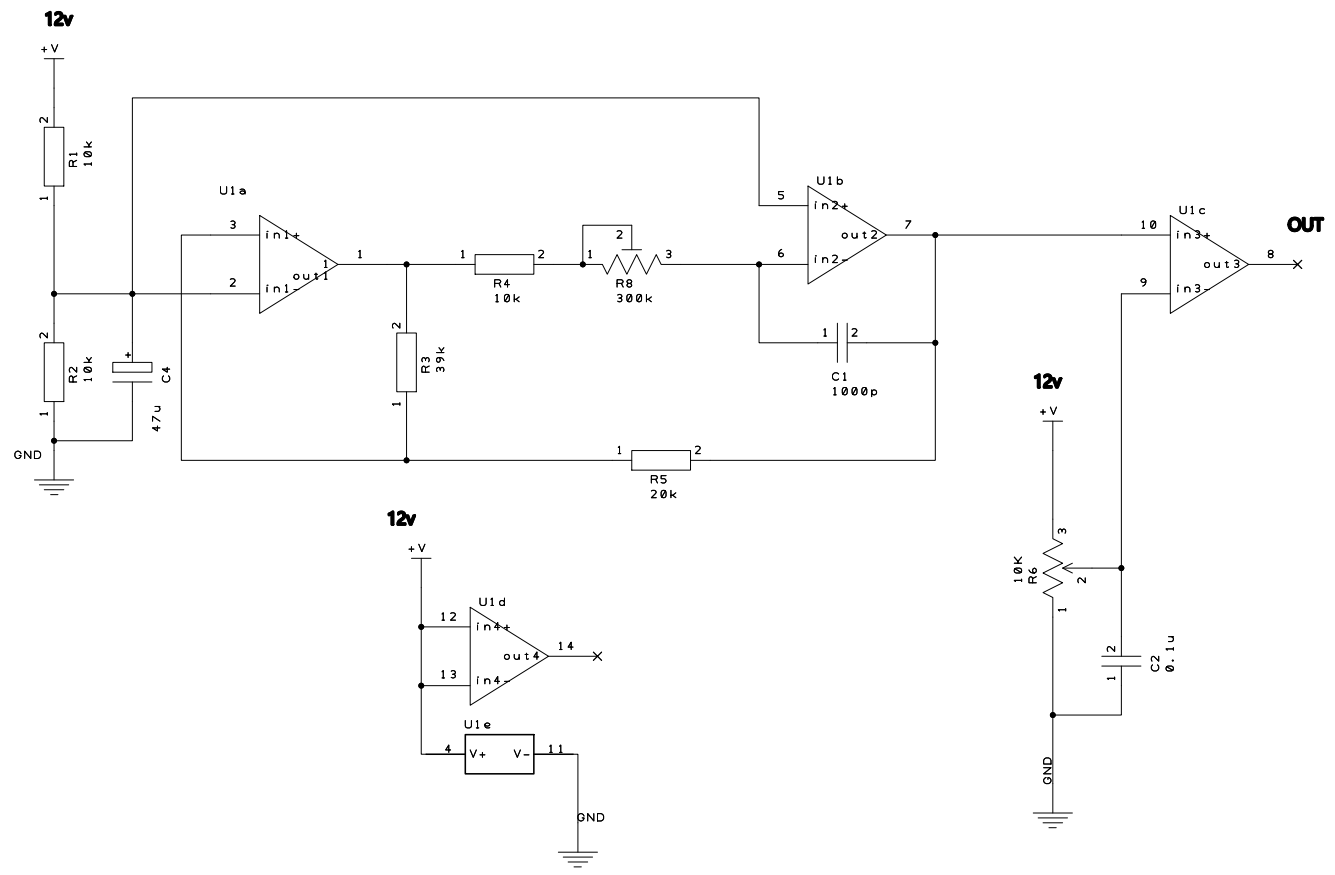 12v
+V
2
R1
10k
1
U1a
3
in1+
1
out1
1
2
in1-
2
R2
10k
1
+
C4
47u
GND
1
2
R4
10k
2
1
3
R8
300k
2
R3
39k
1
U1b
5
in2+
out2
7
6
in2-
1
2
C1
1000p
1
2
R5
20k
U1c
10
in3+
out3
8
9
in3-
OUT
12v
+V
3
10K
R6
2
1
2
C2
0.1u
1
GND
12v
+V
U1d
12
in4+
out4
14
13
in4-
U1e
4
V+
V-
11
GND